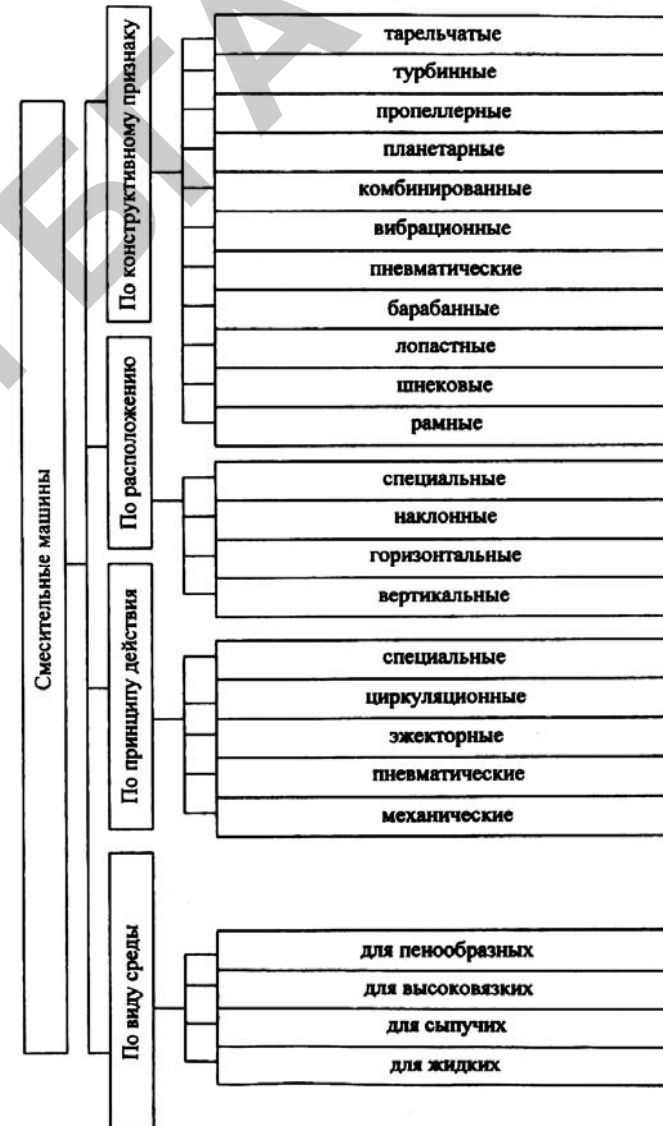 Смесительные машины
По конструктивному признаку
тарельчатые
турбинные
пропеллерные
планетарные
комбинированные
вибрационные
пневматические
барабанные
лопастные
шнековые
рамные
По расположению
специальные
наклонные
горизонтальные
вертикальные
По принципу действия
специальные
циркуляционные
эжекторные
пневматические
механические
По виду среды
для пенообразных
для высоковязких
для сыпучих
для жидких